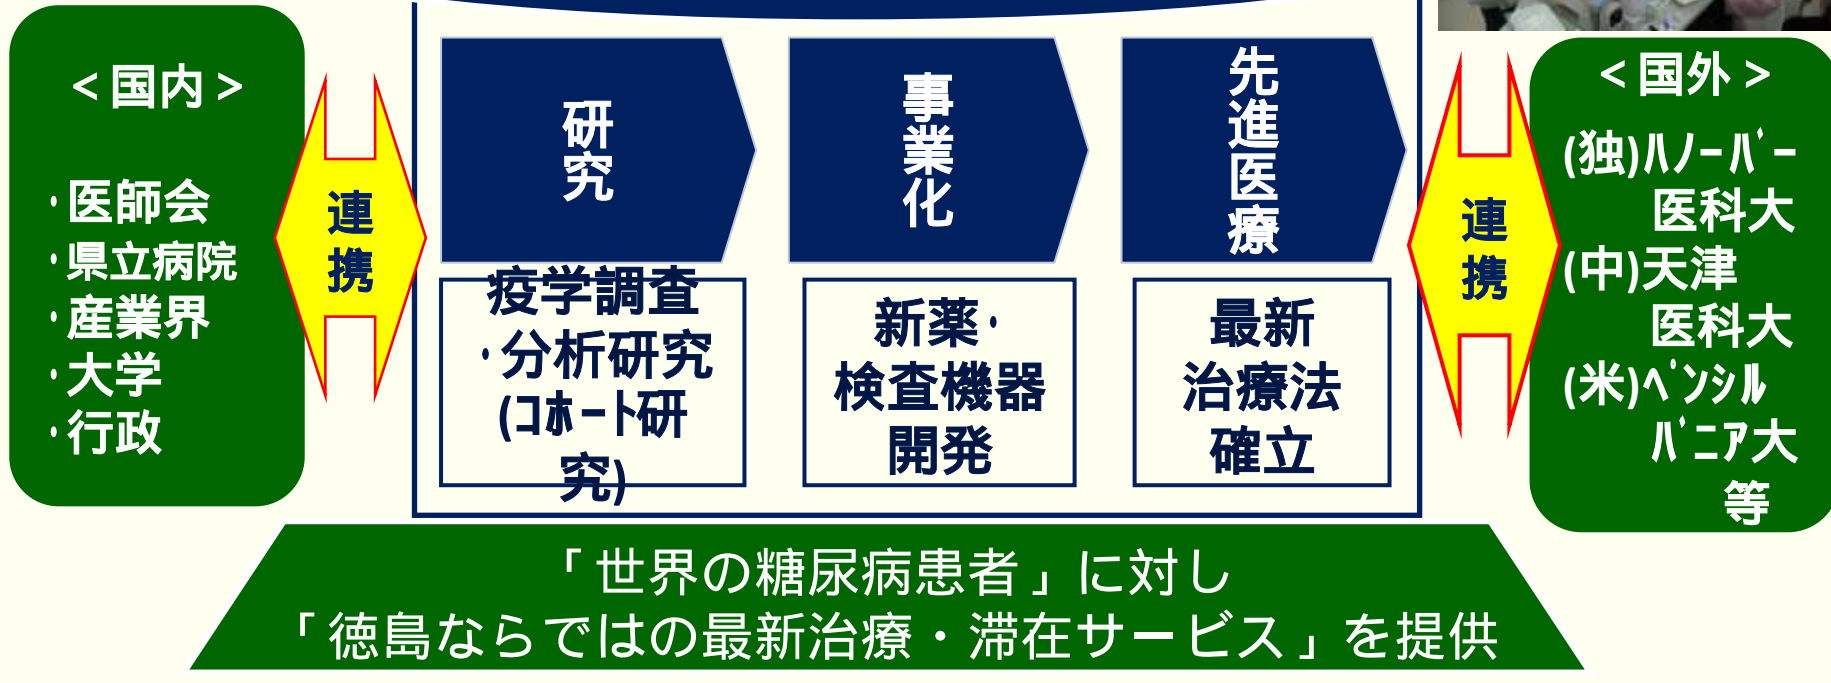 ＜国内＞
・医師会
・県立病院
・産業界
・大学
・行政
連
携
研究
事業化
先進医療
疫学調査
・分析研究
(ｺﾎｰﾄ研
究)
新薬・
検査機器
開発
最新
治療法
確立
連
携
＜国外＞
(独)ﾊﾉｰﾊﾞｰ
医科大
(中)天津
医科大
(米)ﾍﾟﾝｼﾙ
ﾊﾞﾆｱ大
等
「世界の糖尿病患者」に対し
「徳島ならではの最新治療・滞在サービス」を提供